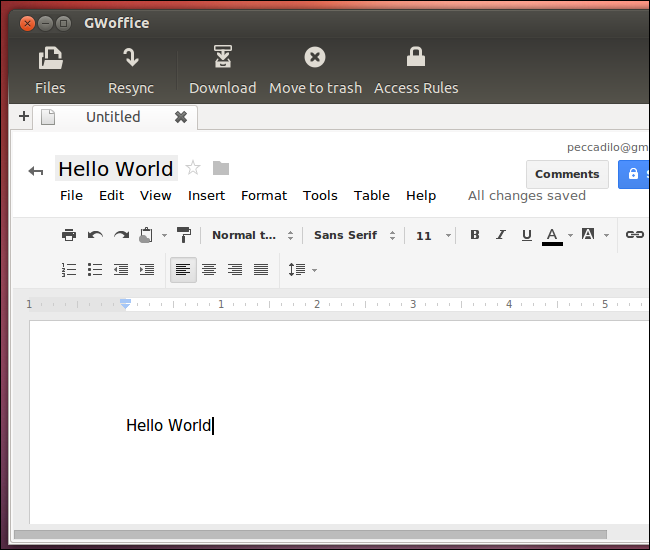 GWoffice
Files Resync Download Move to trash Access Rules
Untitled
peccadilo@gm
Hello World
Comments S
File Edit View Insert Format Tools Table Help All changes saved
Normal t... Sans Serif 11 B I U A A
1 1 2 3 4 5
Hello World